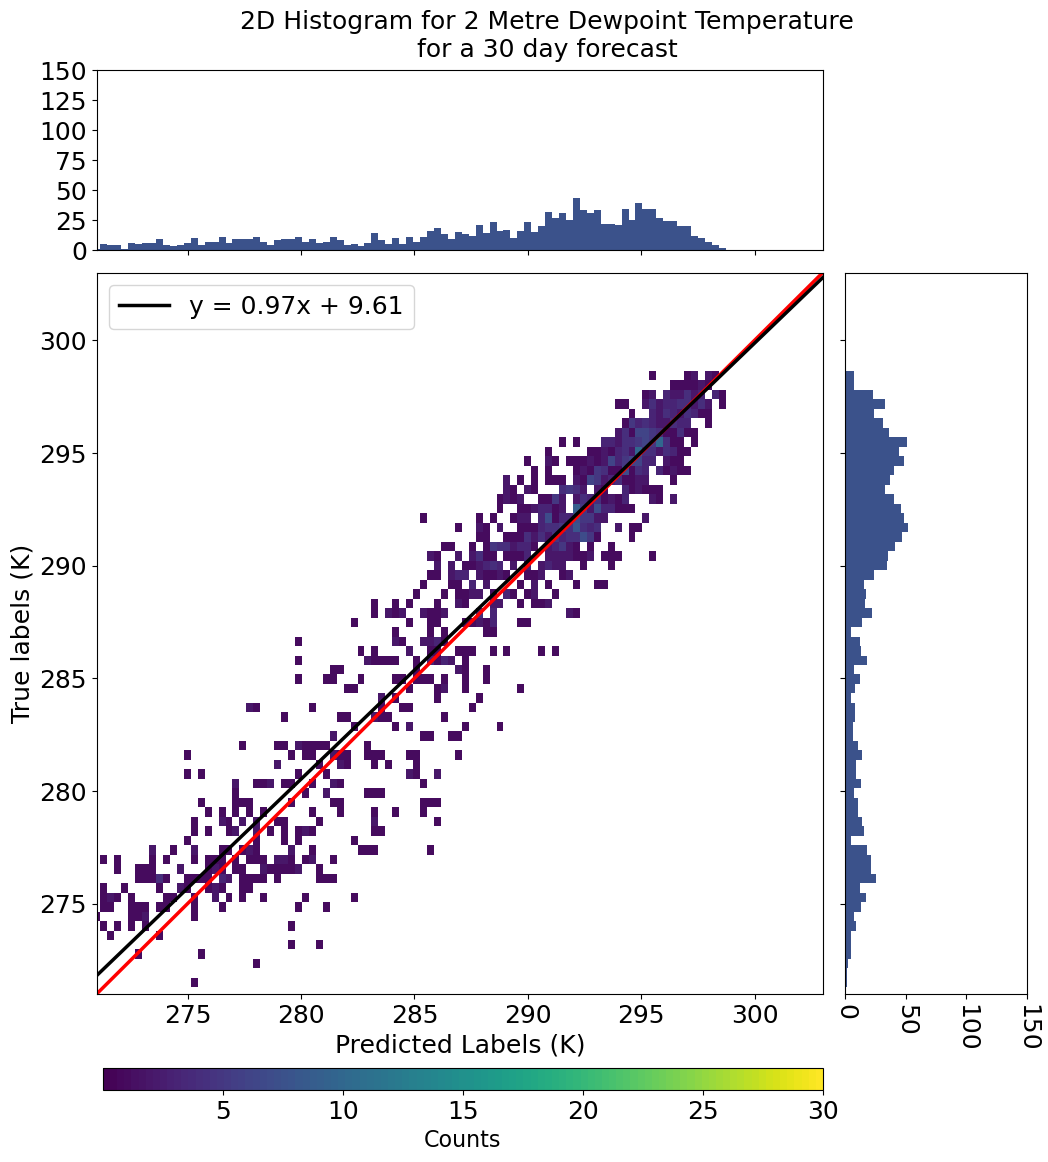 2D Histogram for 2 Metre Dewpoint Temperature
for a 30 day forecast
150
125
100
75
50
25
0
y = 0.97x + 9.61
300
295
290
285
280
275
True labels (K)
275 280 285 290 295 300
Predicted Labels (K)
0 50 100 150
5 10 15 20 25 30
Counts